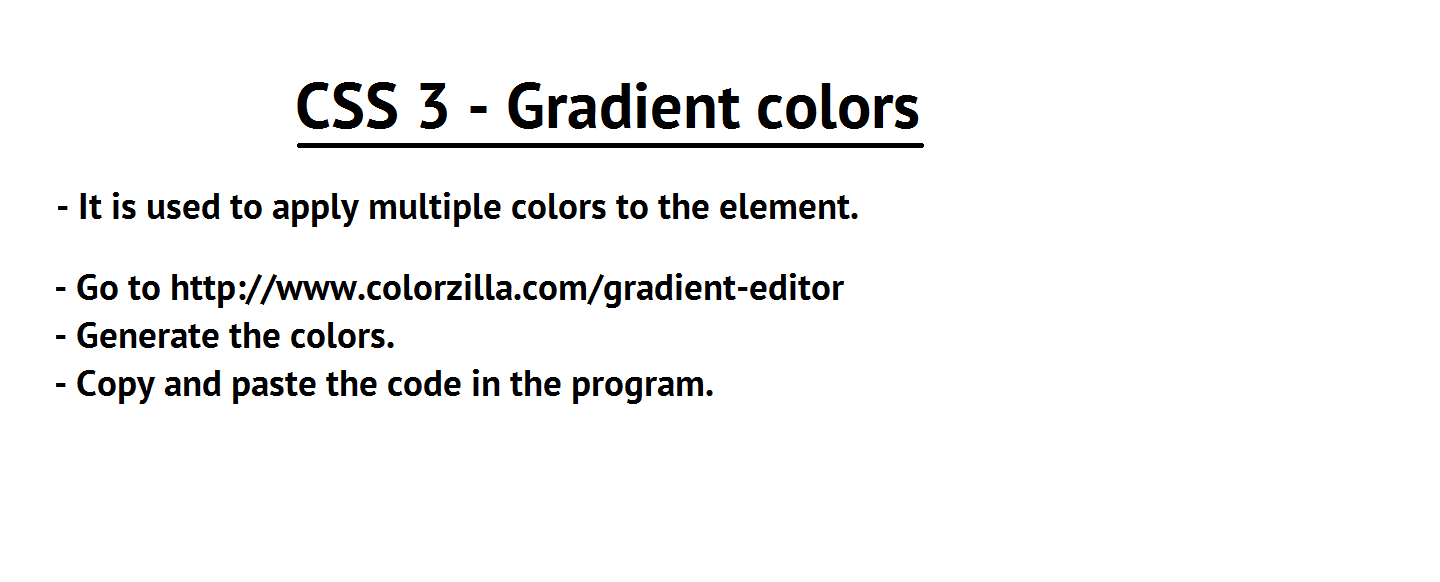 CSS 3 - Gradient colors
- It is used to apply multiple colors to the element.
- Go to http://www.colorzilla.com/gradient-editor
- Generate the colors.
- Copy and paste the code in the program.